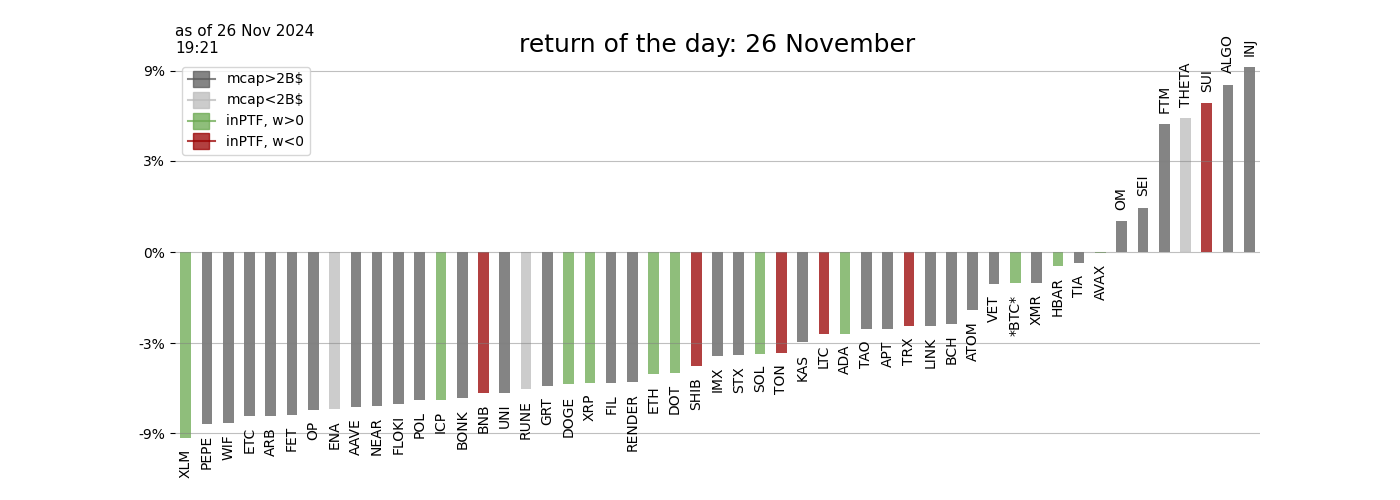 as of 26 Nov 2024
19:21
return of the day: 26 November
mcap>2B$
mcap<2B$
inPTF, w>0
inPTF, w<0
9%
3%
0%
-3%
-9%
XLM
PEPE
WIF
ETC
ARB
FET
OP
ENA
AAVE
NEAR
FLOKI
POL
ICP
BONK
BNB
UNI
RUNE
GRT
DOGE
XRP
FIL
RENDER
ETH
DOT
SHIB
IMX
STX
SOL
TON
KAS
LTC
ADA
TAO
APT
TRX
LINK
BCH
ATOM
VET
*BTC*
XMR
HBAR
TIA
AVAX
OM
SEI
FTM
THETA
SUI
ALGO
INJ